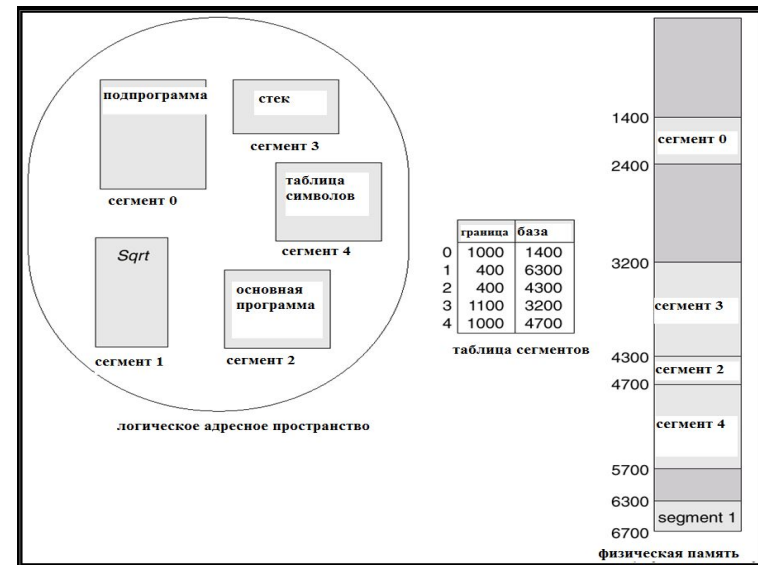 подпрограмма
стек
сегмент 3
таблица
символов
сегмент 0
сегмент 4
Sqrt
основная
программа
сегмент 1
сегмент 2
логическое адресное пространство
граница база
0 1000 1400
1 400 6300
2 400 4300
3 1100 3200
4 1000 4700
таблица сегментов
1400
сегмент 0
2400
3200
сегмент 3
4300
сегмент 2
4700
сегмент 4
5700
6300
segment 1
6700
физическая память